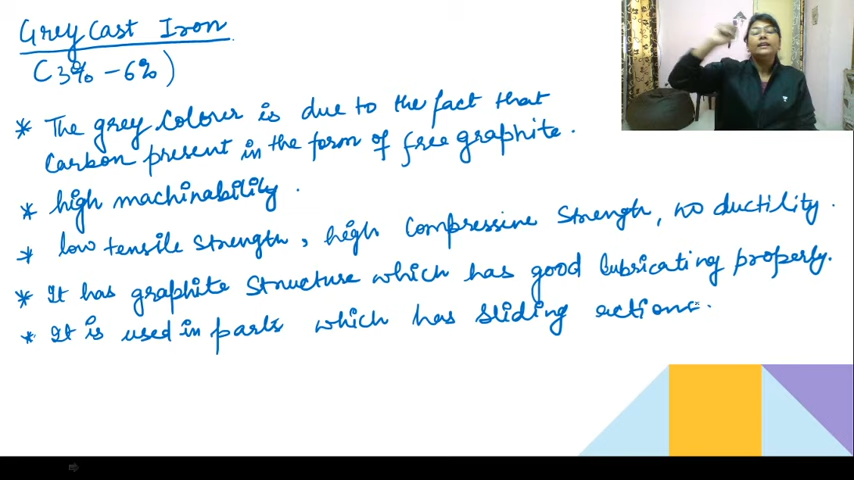 Grey Cast Iron
(3% - 6%)
* The grey colour is due to the fact that
carbon present in the form of free graphite.
* high machinability.
* low tensile strength, high compressive strength, no ductility.
* It has graphite structure which has good lubricating property.
* It is used in parts which has sliding actions.